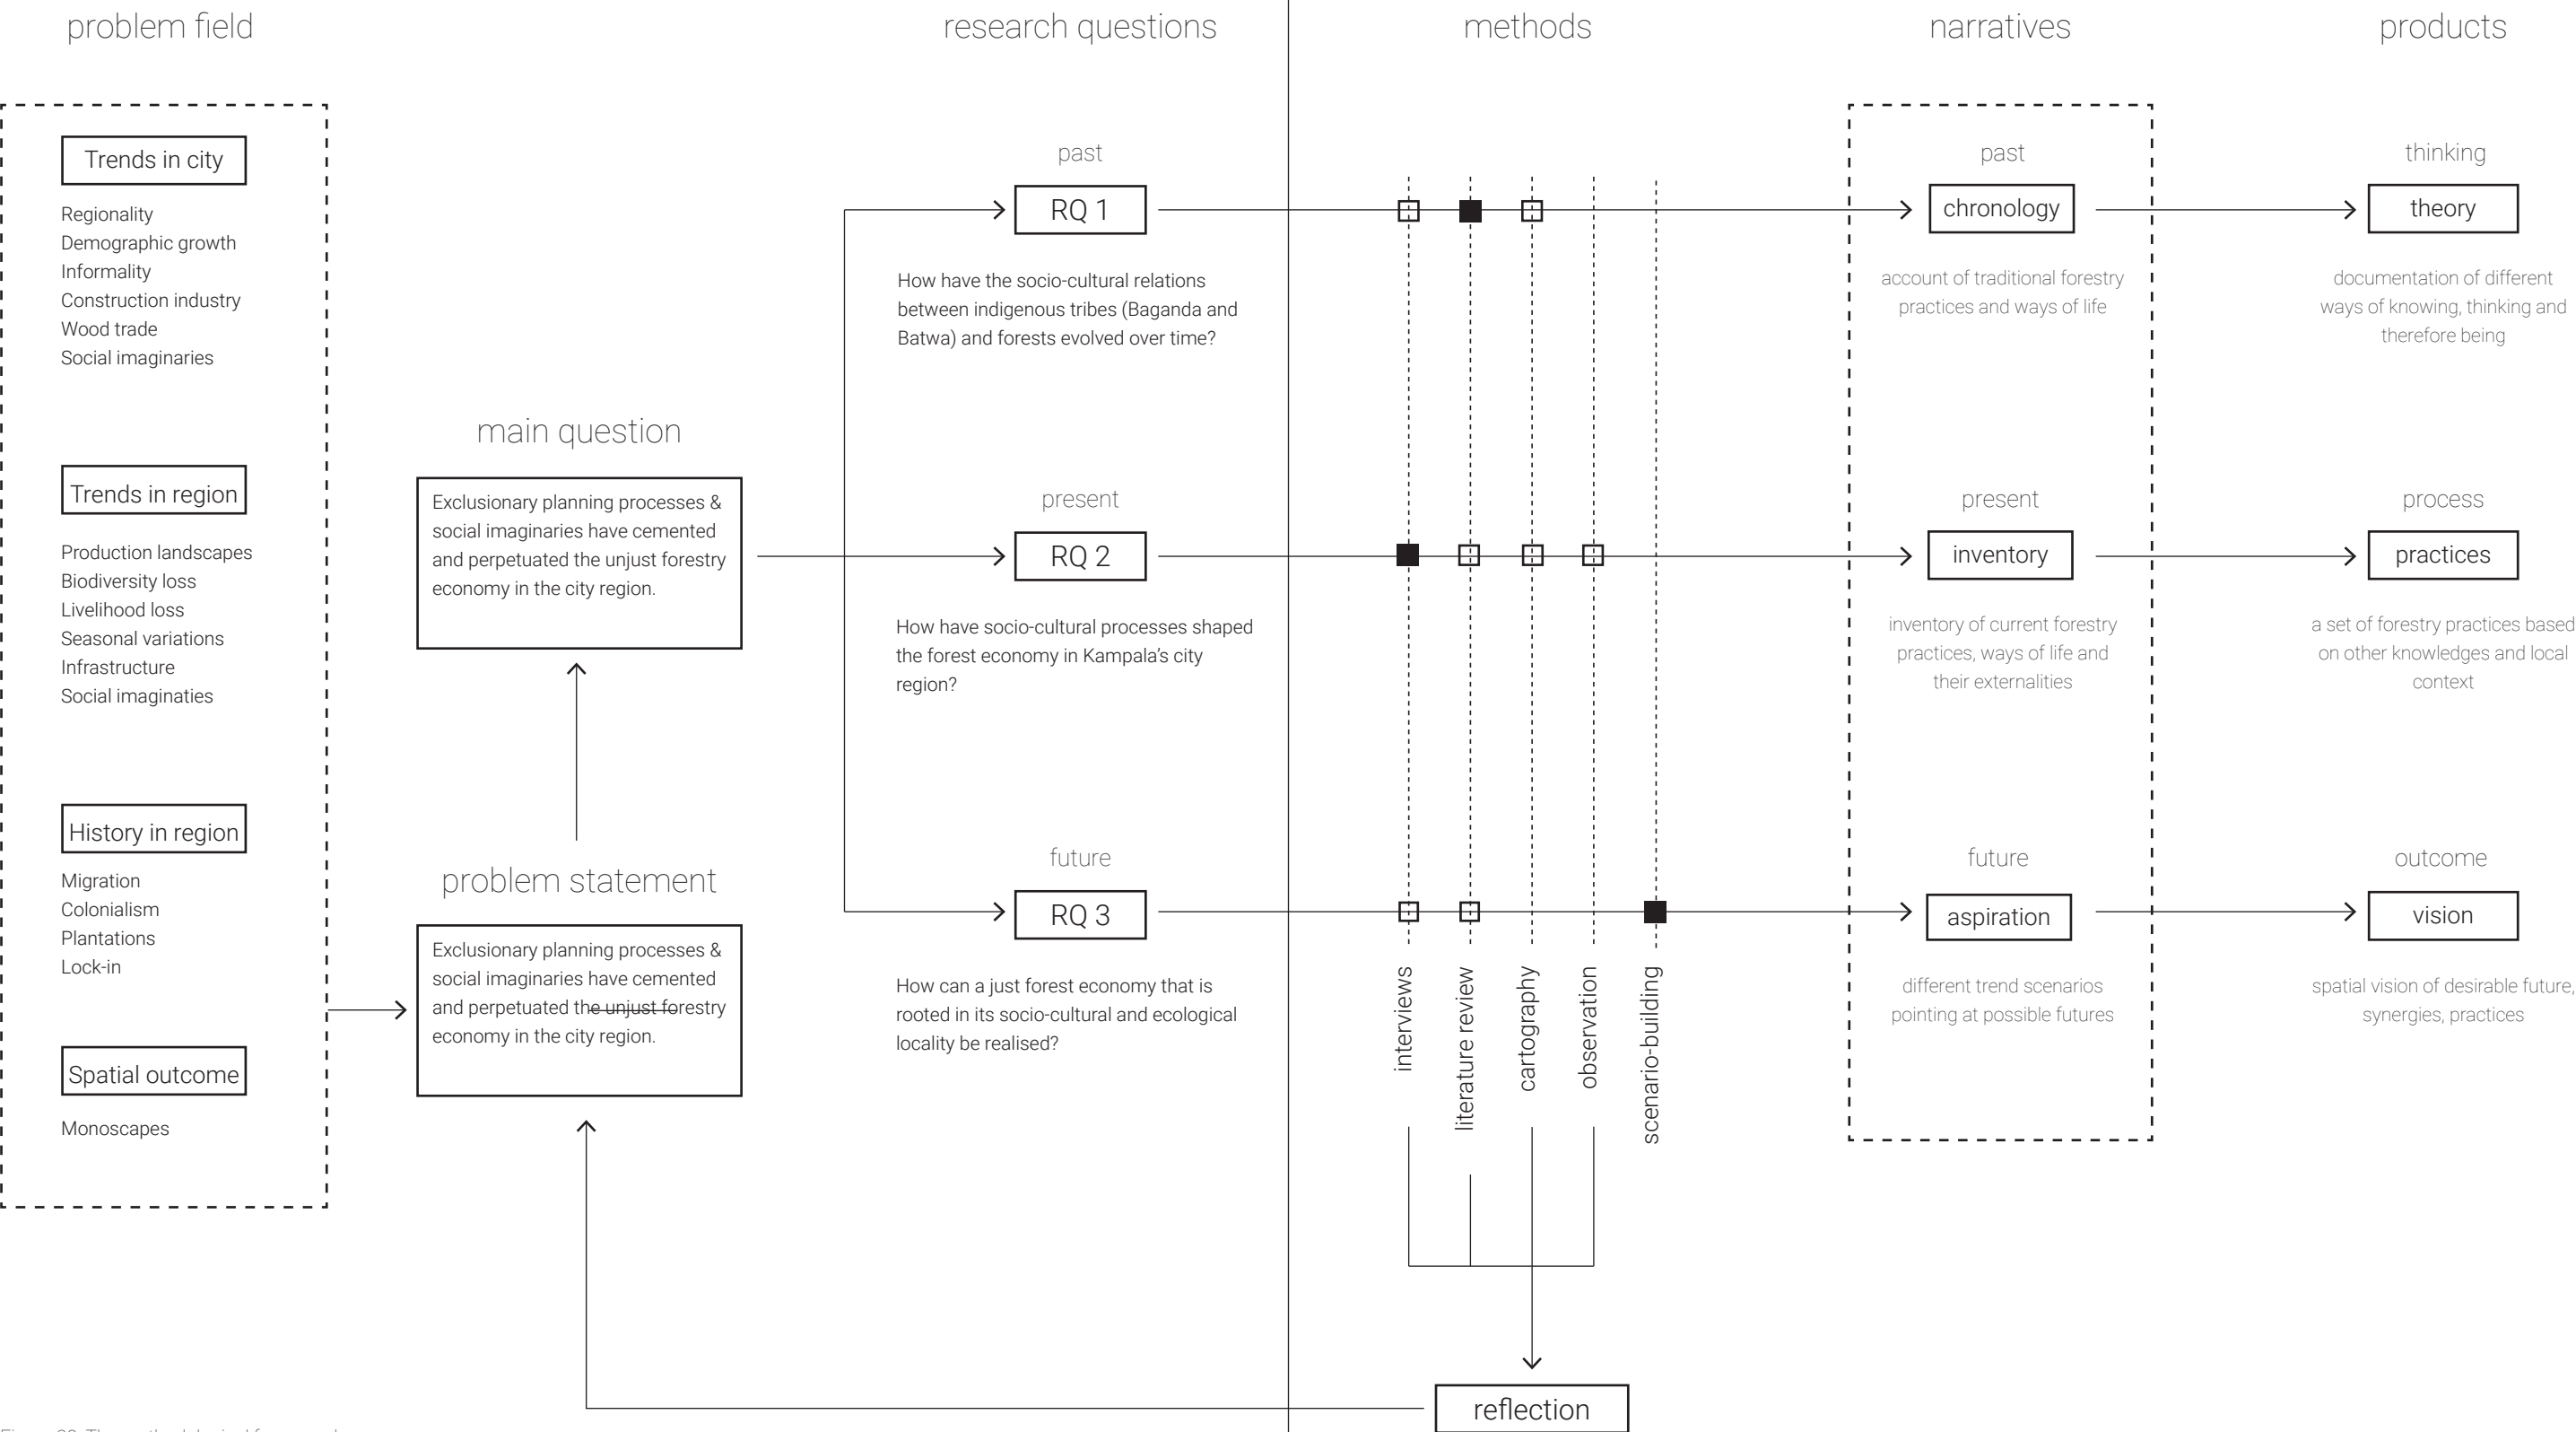 problem field
research questions
methods
narratives
products
Trends in city
Regionality
Demographic growth
Informality
Construction industry
Wood trade
Social imaginaries
Trends in region
Production landscapes
Biodiversity loss
Livelihood loss
Seasonal variations
Infrastructure
Social imaginaties
History in region
Migration
Colonialism
Plantations
Lock-in
Spatial outcome
Monoscapes
main question
Exclusionary planning processes &
social imaginaries have cemented
and perpetuated the unjust forestry
economy in the city region.
problem statement
Exclusionary planning processes &
social imaginaries have cemented
and perpetuated the unjust forestry
economy in the city region.
past
RQ 1
How have the socio-cultural relations
between indigenous tribes (Baganda and
Batwa) and forests evolved over time?
present
RQ 2
How have socio-cultural processes shaped
the forest economy in Kampala's city
region?
future
RQ 3
How can a just forest economy that is
rooted in its socio-cultural and ecological
locality be realised?
interviews
literature review
cartography
observation
scenario-building
reflection
past
chronology
account of traditional forestry
practices and ways of life
present
inventory
inventory of current forestry
practices, ways of life and
their externalities
future
aspiration
different trend scenarios
pointing at possible futures
thinking
theory
documentation of different
ways of knowing, thinking and
therefore being
process
practices
a set of forestry practices based
on other knowledges and local
context
outcome
vision
spatial vision of desirable future,
synergies, practices